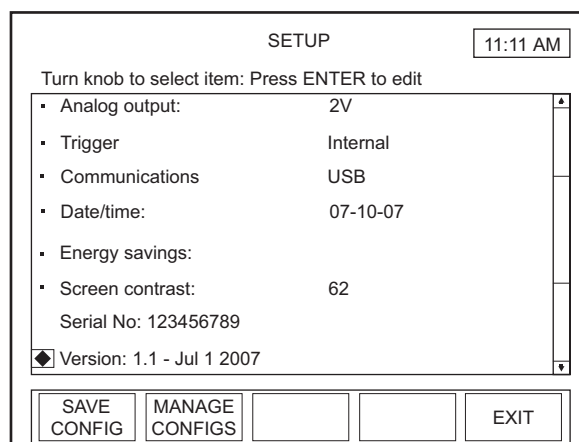 SETUP
11:11 AM
Turn knob to select item: Press ENTER to edit
Analog output: 2V
Trigger Internal
Communications USB
Date/time: 07-10-07
Energy savings:
Screen contrast: 62
Serial No: 123456789
Version: 1.1 - Jul 1 2007
SAVE CONFIG
MANAGE CONFIGS
EXIT